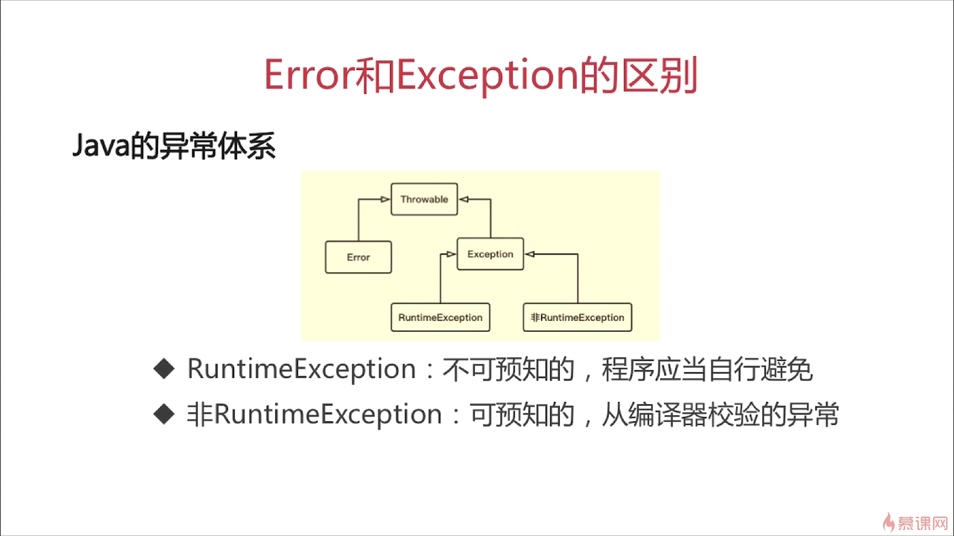 Error和Exception的区别
Java的异常体系
Throwable
Error
Exception
RuntimeException
非RuntimeException
◆ RuntimeException：不可预知的，程序应当自行避免
◆ 非RuntimeException：可预知的，从编译器校验的异常
慕课网